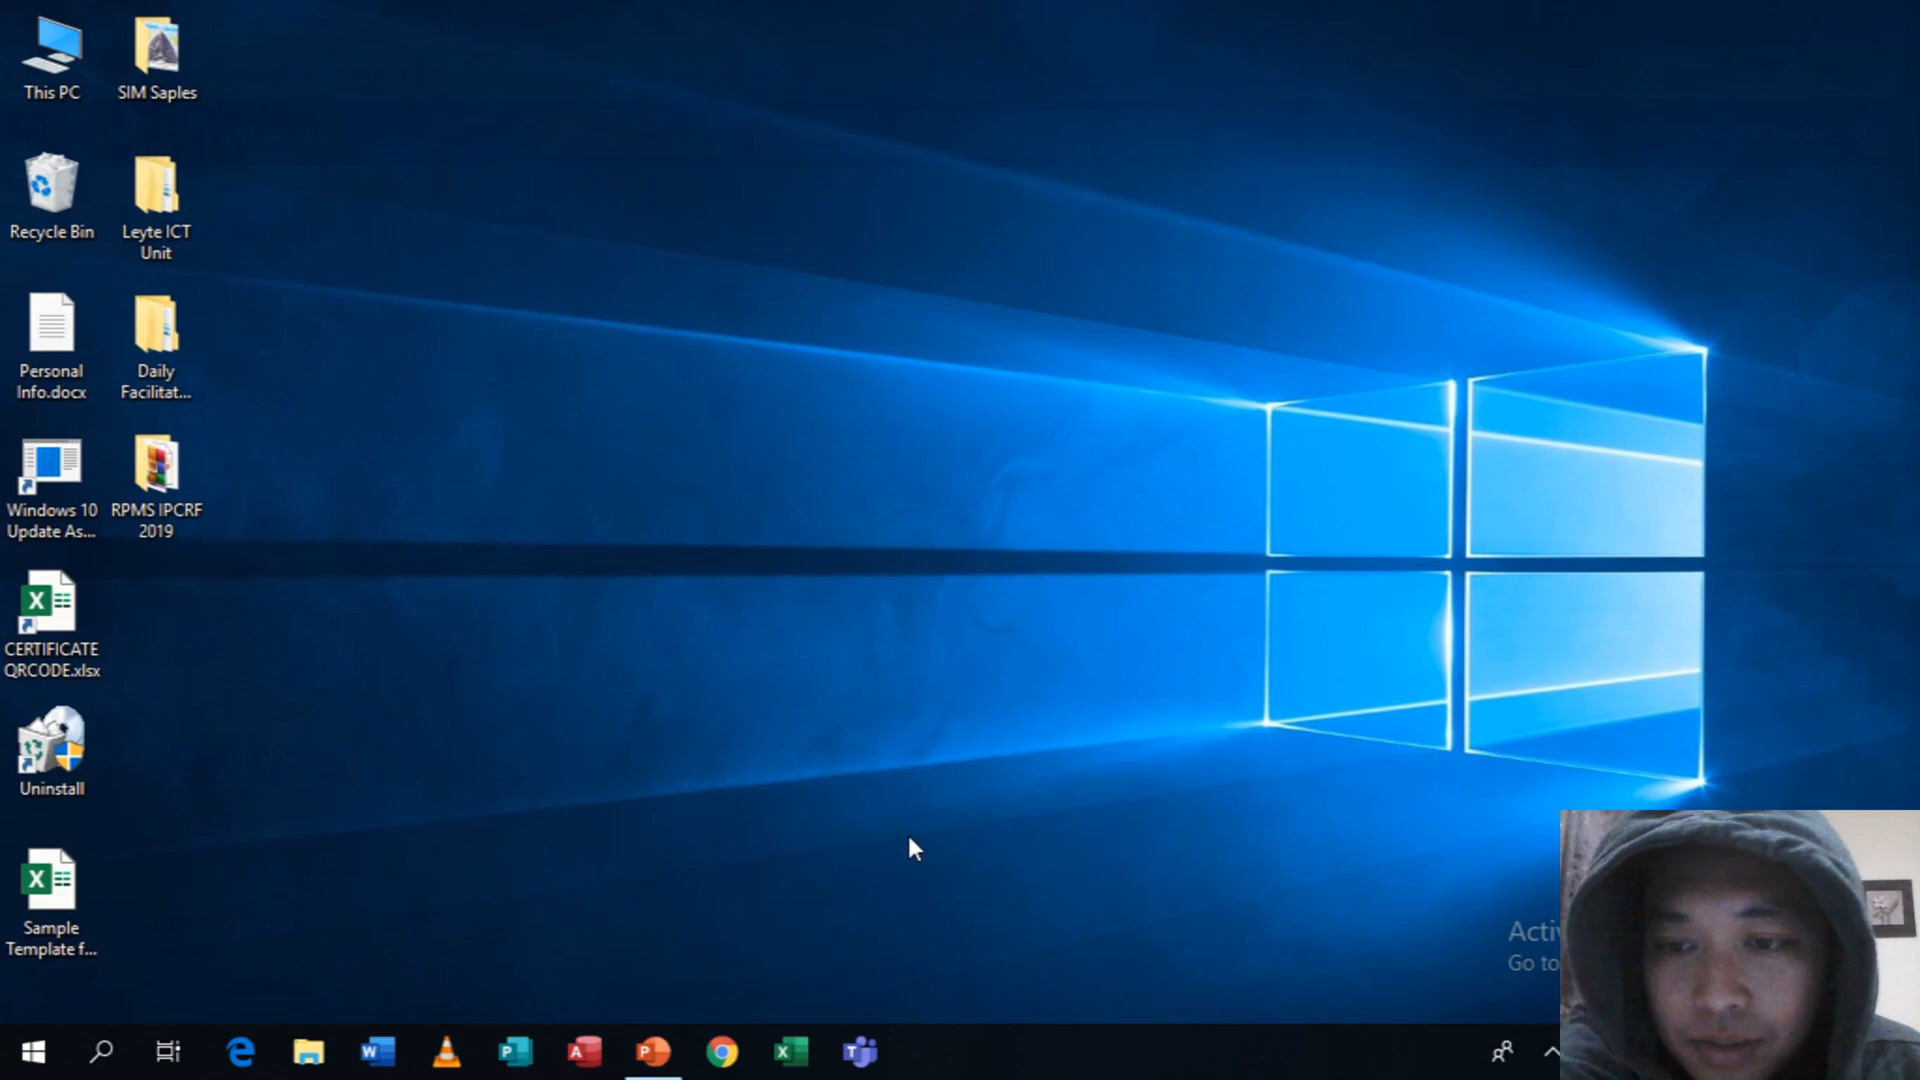 This PC
SIM Saples
Recycle Bin
Leyte ICT
Unit
Personal
Info.docx
Daily
Facilitat...
Windows 10
Update As...
RPMS IPCRF
2019
CERTIFICATE
QRCODE.xlsx
Uninstall
Sample
Template f...
Activ
Go to